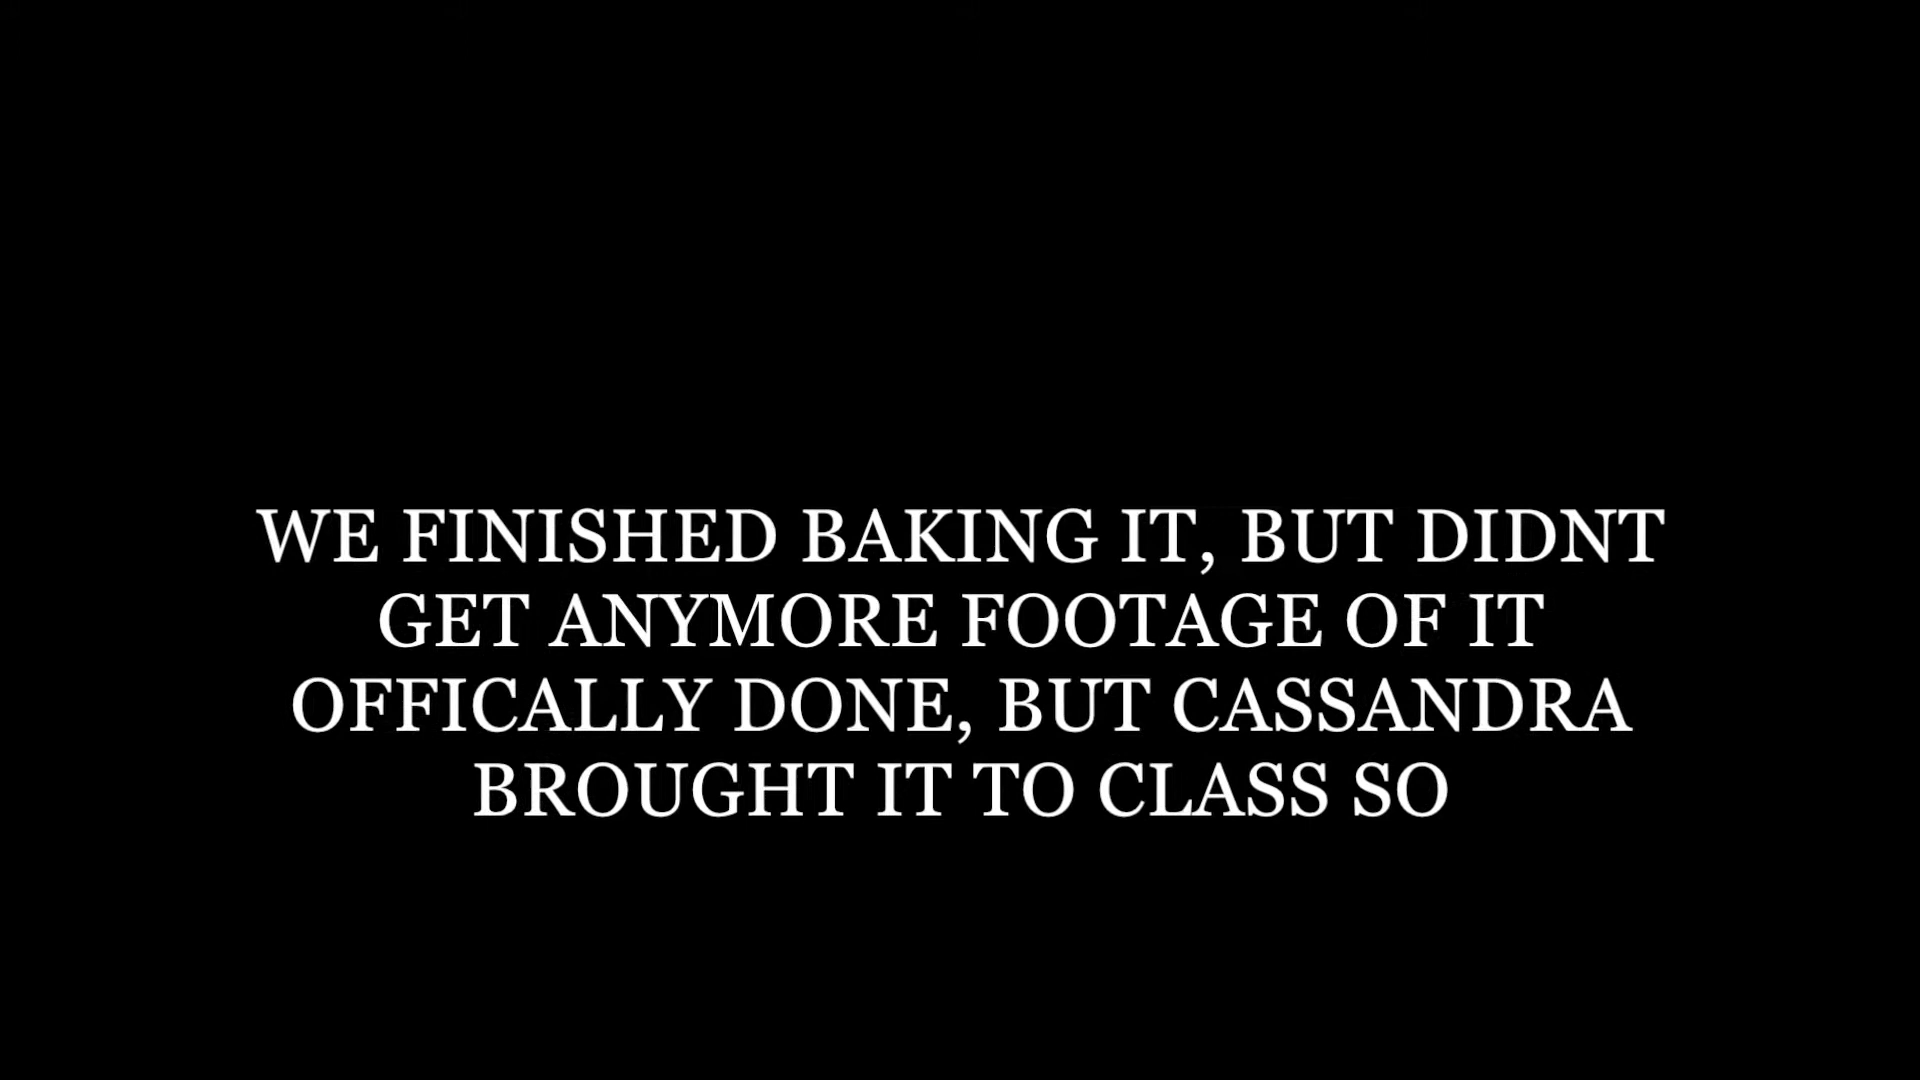 WE FINISHED BAKING IT, BUT DIDNT
GET ANYMORE FOOTAGE OF IT
OFFICALLY DONE, BUT CASSANDRA
BROUGHT IT TO CLASS SO